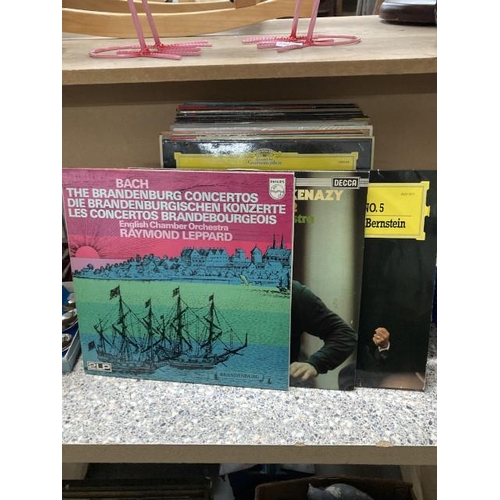 BACH
THE BRANDENBURG CONCERTOS
DIE BRANDENBURGISCHEN KONZERTE
LES CONCERTOS BRANDEBOURGEOIS
English Chamber Orchestra
RAYMOND LEPPARD
PHILIPS
2LP
BRANDENBURG
DECCA
KENAZY
NO. 5
Bernstein